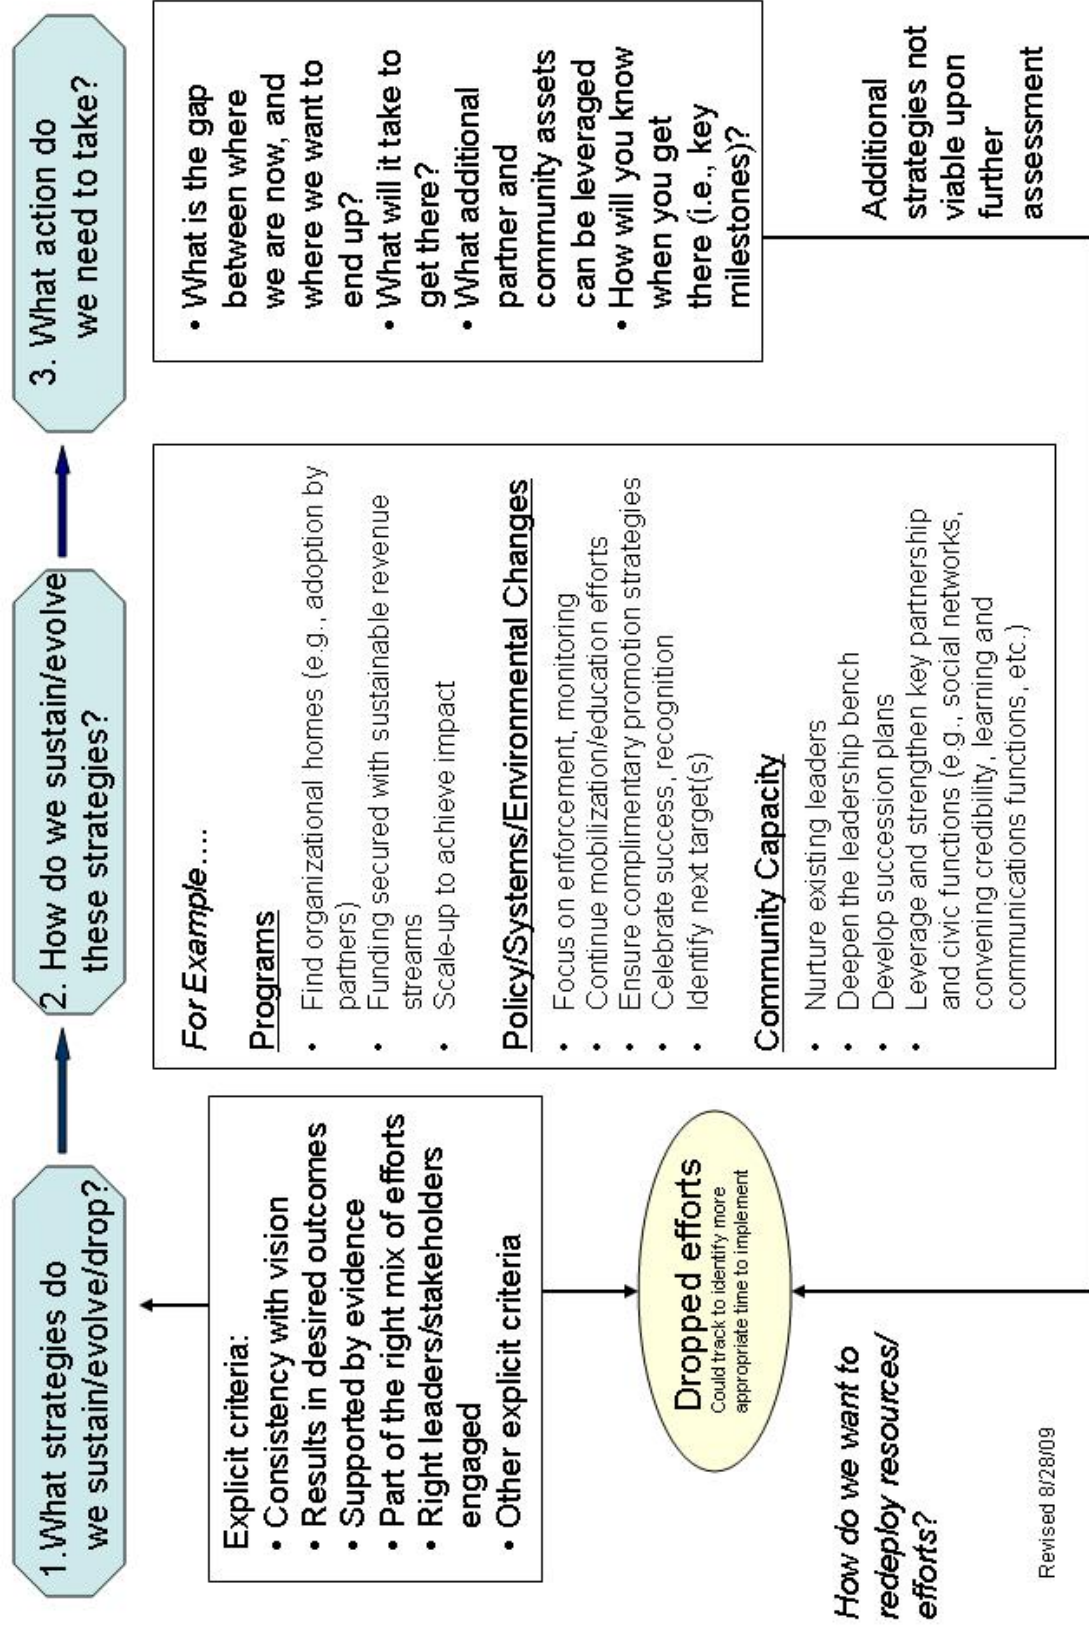 1.What strategies do
we sustain/evolve/drop?
2. How do we sustain/evolve
these strategies?
3. What action do
we need to take?
Explicit criteria:
• Consistency with vision
• Results in desired outcomes
• Supported by evidence
• Part of the right mix of efforts
• Right leaders/stakeholders
engaged
• Other explicit criteria
For Example….
Programs
• Find organizational homes (e.g., adoption by
partners)
• Funding secured with sustainable revenue
streams
• Scale-up to achieve impact
Policy/Systems/Environmental Changes
• Focus on enforcement, monitoring
• Continue mobilization/education efforts
• Ensure complimentary promotion strategies
• Celebrate success, recognition
• Identify next target(s)
Community Capacity
• Nurture existing leaders
• Deepen the leadership bench
• Develop succession plans
• Leverage and strengthen key partnership
and civic functions (e.g., social networks,
convening credibility, learning and
communications functions, etc.)
• What is the gap
between where
we are now, and
where we want to
end up?
• What will it take to
get there?
• What additional
partner and
community assets
can be leveraged
• How will you know
when you get
there (i.e., key
milestones)?
Dropped efforts
Could track to identify more
appropriate time to implement
How do we want to
redeploy resources/
efforts?
Additional
strategies not
viable upon
further
assessment
Revised 8/28/09